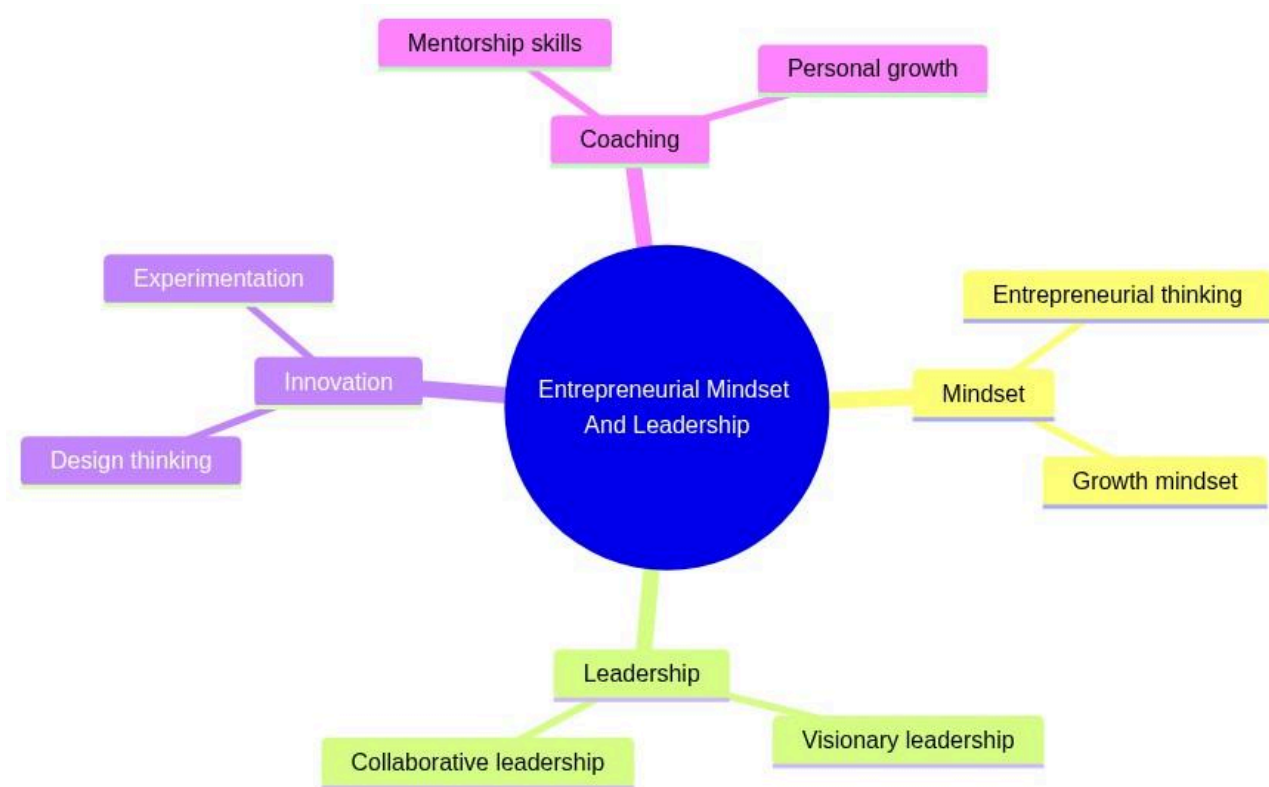 Mentorship skills
Personal growth
Coaching
Experimentation
Entrepreneurial thinking
Innovation
Entrepreneurial Mindset
And Leadership
Mindset
Design thinking
Growth mindset
Leadership
Collaborative leadership
Visionary leadership